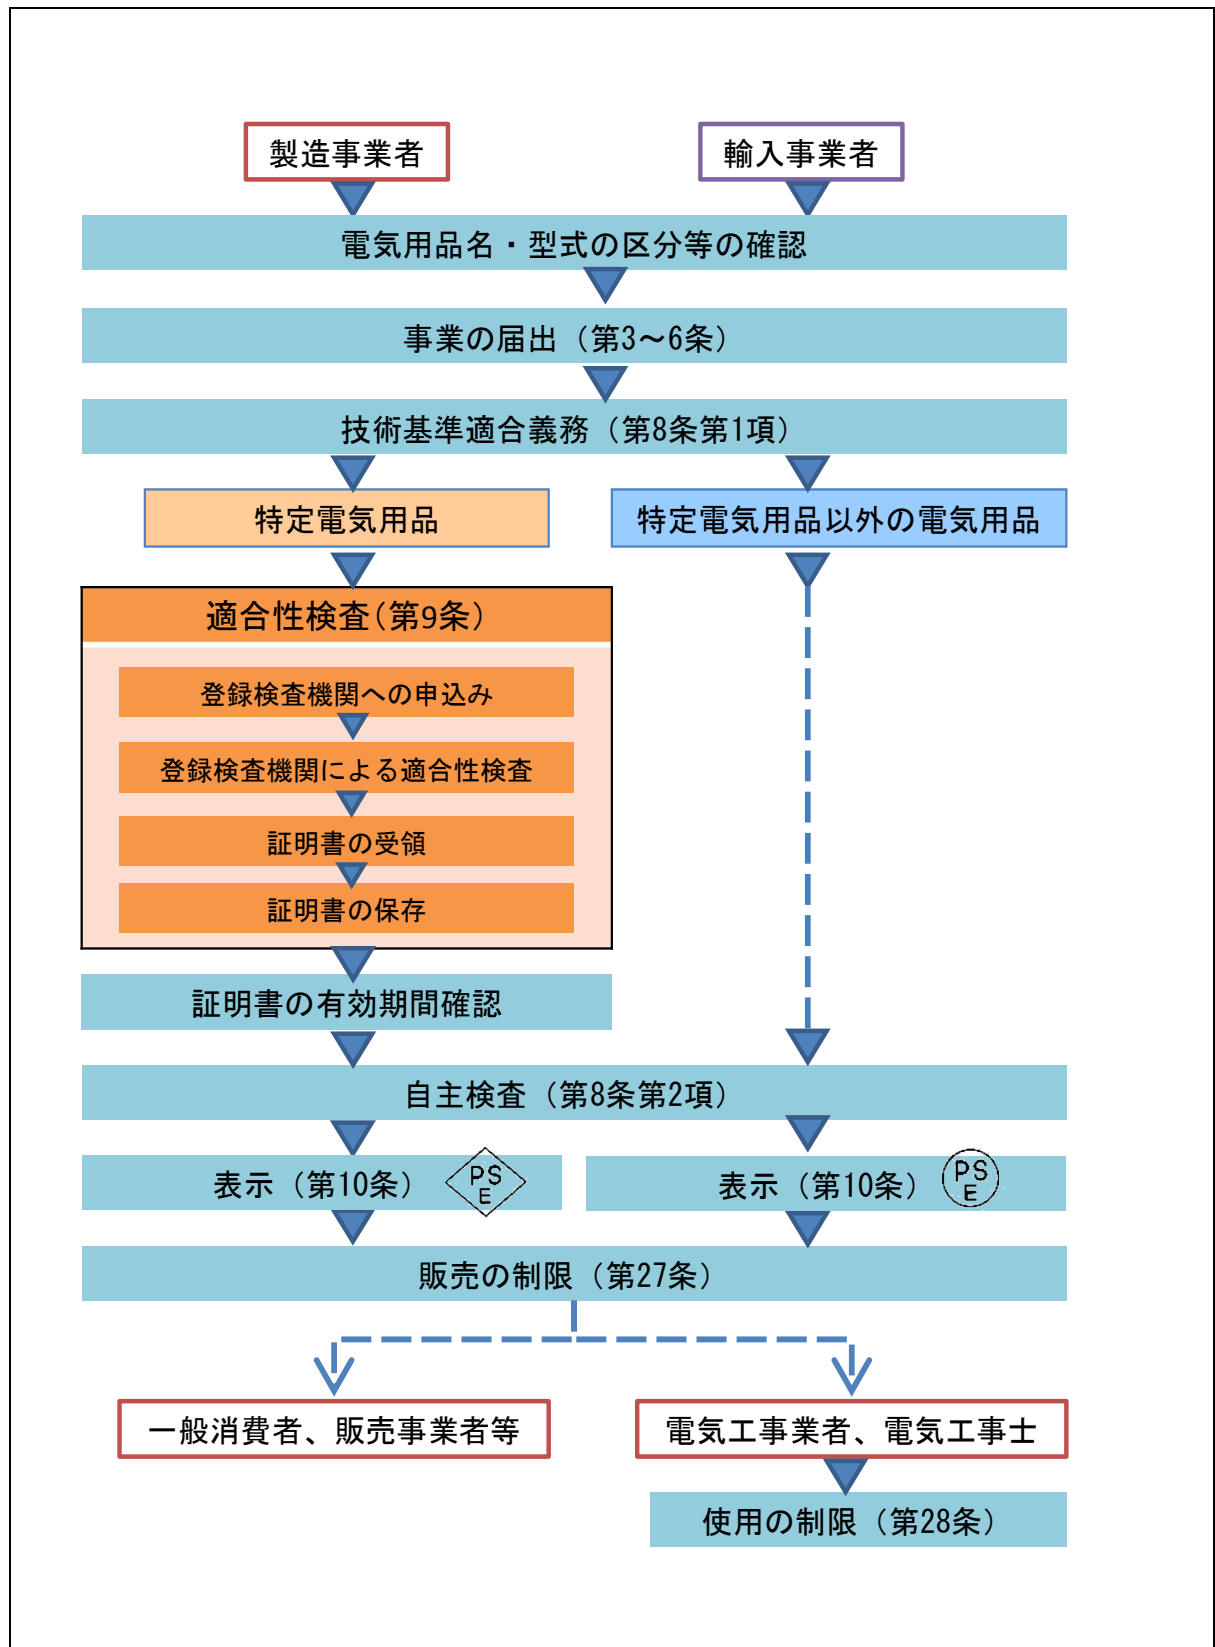 製造事業者
輸入事業者
電気用品名・型式の区分等の確認
事業の届出（第3～6条）
技術基準適合義務（第8条第1項）
特定電気用品
特定電気用品以外の電気用品
適合性検査(第9条)
登録検査機関への申込み
登録検査機関による適合性検査
証明書の受領
証明書の保存
証明書の有効期間確認
自主検査（第8条第2項）
表示（第10条）
PS
E
表示（第10条）
PS
E
販売の制限（第27条）
一般消費者、販売事業者等
電気工事業者、電気工事士
使用の制限（第28条）